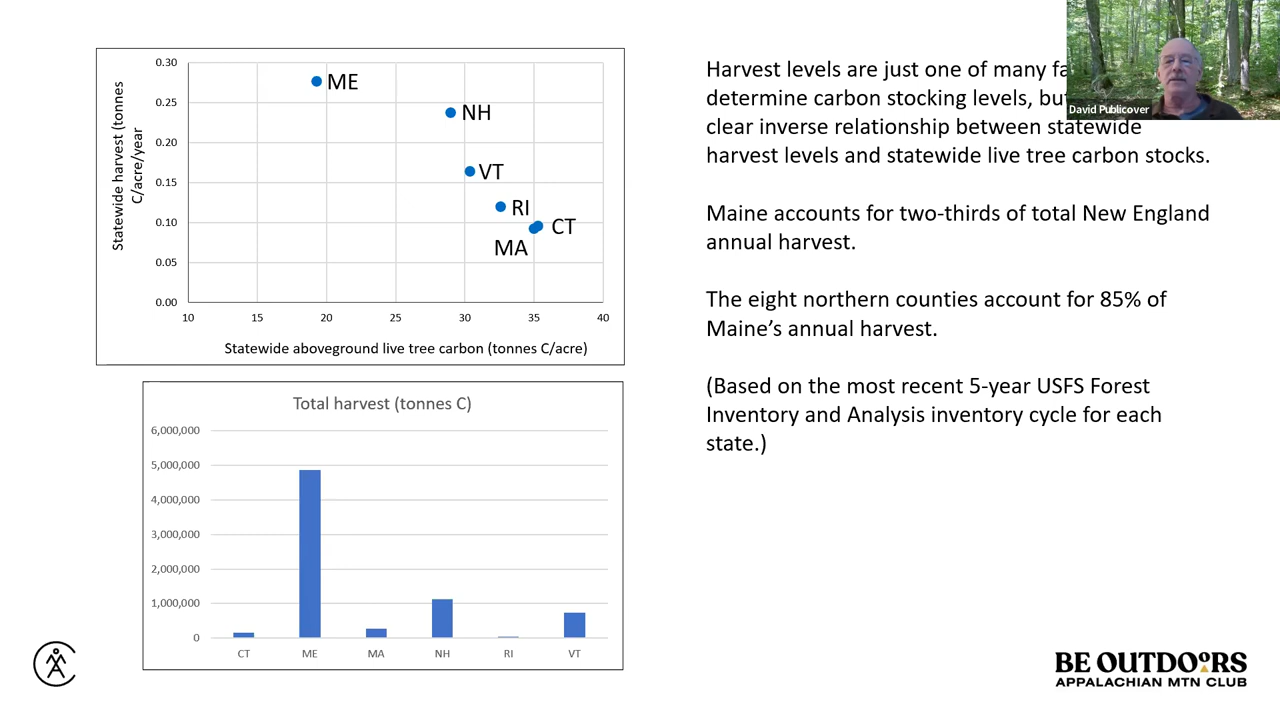 Statewide harvest (tonnes
C/acre/year
0.30
0.25
0.20
0.15
0.10
0.05
0.00
ME
NH
VT
RI
CT
MA
10 15 20 25 30 35 40
Statewide aboveground live tree carbon (tonnes C/acre)
Total harvest (tonnes C)
6,000,000
5,000,000
4,000,000
3,000,000
2,000,000
1,000,000
0
CT ME MA NH RI VT
Harvest levels are just one of many
determine carbon stocking levels,
clear inverse relationship between statewide
harvest levels and statewide live tree carbon stocks.
Maine accounts for two-thirds of total New England
annual harvest.
The eight northern counties account for 85% of
Maine’s annual harvest.
(Based on the most recent 5-year USFS Forest
Inventory and Analysis inventory cycle for each
state.)
David Publicover
BE OUTDOORS
APPALACHIAN MTN CLUB